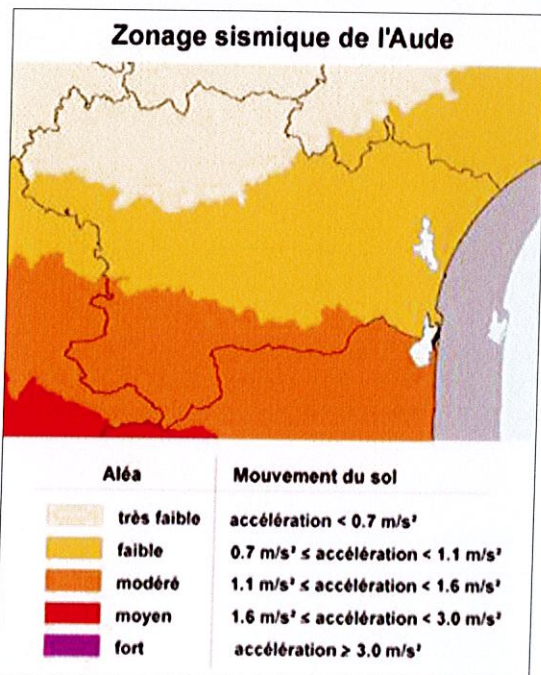 Zonage sismique de l'Aude
Aléa Mouvement du sol
très faible accélération < 0.7 m/s²
faible 0.7 m/s² ≤ accélération < 1.1 m/s²
modéré 1.1 m/s² ≤ accélération < 1.6 m/s²
moyen 1.6 m/s² ≤ accélération < 3.0 m/s²
fort accélération ≥ 3.0 m/s²